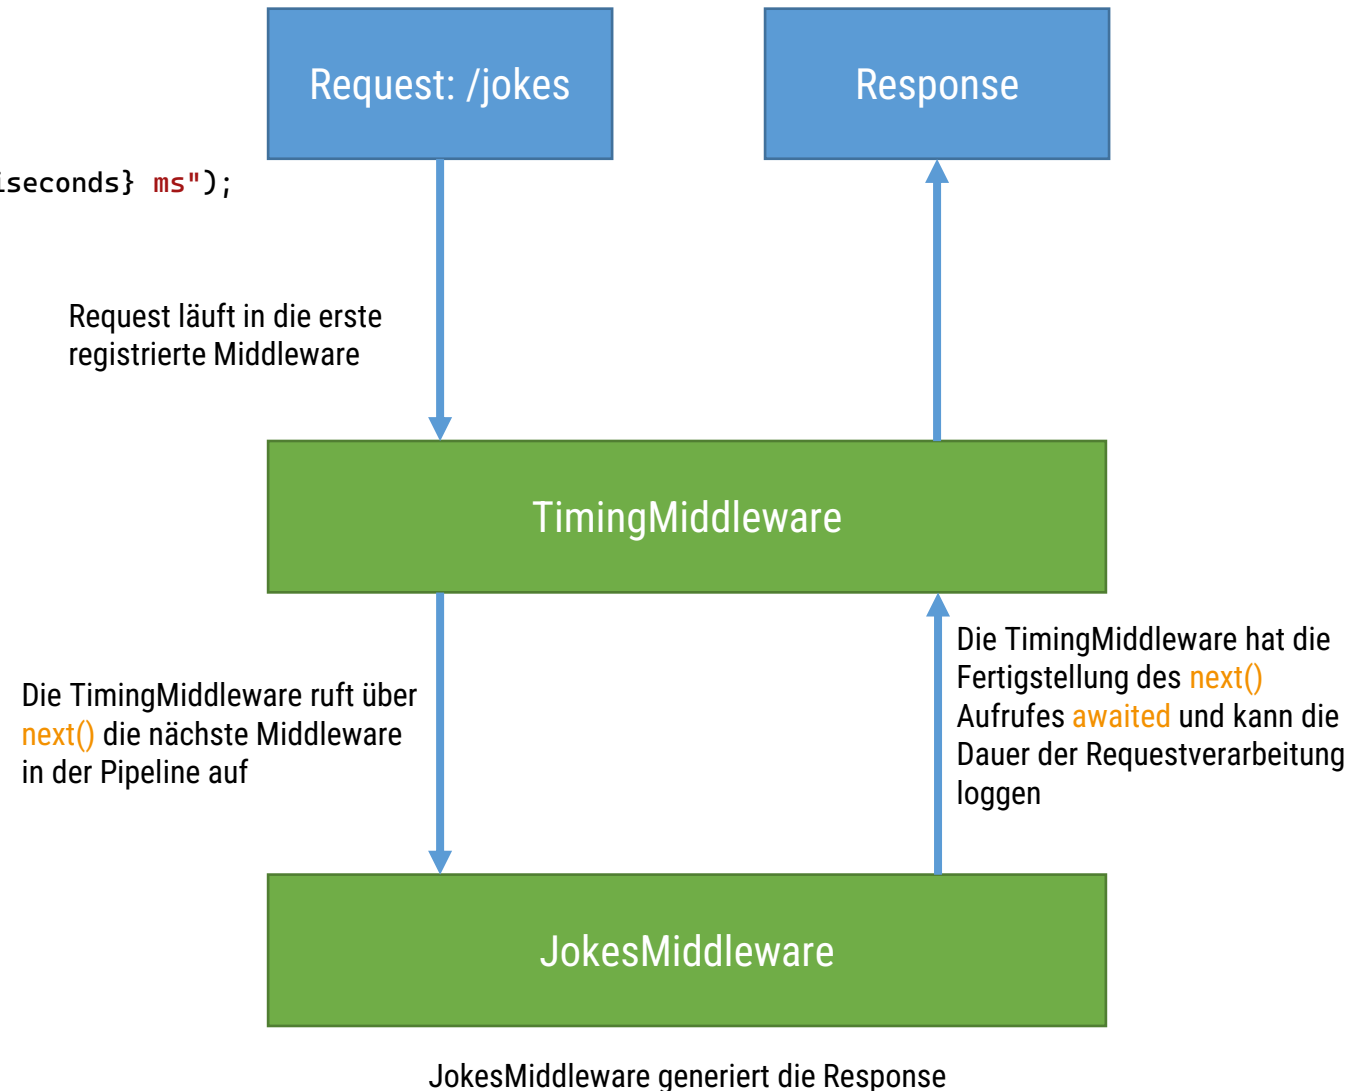 Request: /jokes
Response
iseconds} ms");
Request läuft in die erste
registrierte Middleware
TimingMiddleware
Die TimingMiddleware ruft über
next() die nächste Middleware
in der Pipeline auf
Die TimingMiddleware hat die
Fertigstellung des next()
Aufrufes awaited und kann die
Dauer der Requestverarbeitung
loggen
JokesMiddleware
JokesMiddleware generiert die Response